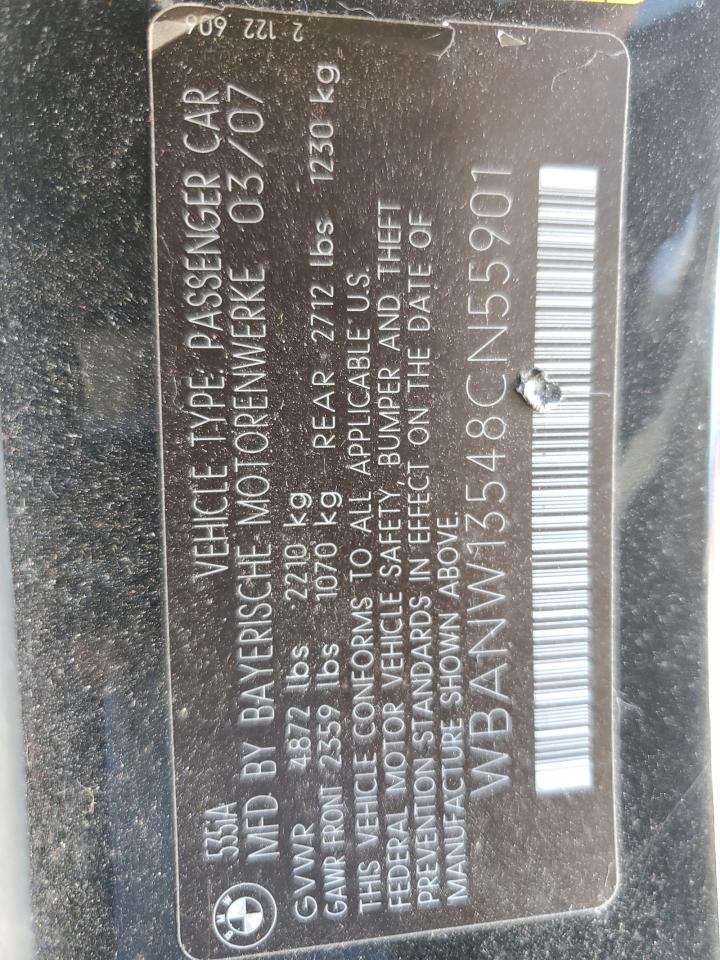 2 122 606
535iA VEHICLE TYPE: PASSENGER CAR
MFD BY BAYERISCHE MOTORENWERKE 03/07
GVWR 4872 lbs 2210 kg
GAWR FRONT 2359 lbs 1070 kg REAR 2712 lbs 1230 kg
THIS VEHICLE CONFORMS TO ALL APPLICABLE U.S.
FEDERAL MOTOR VEHICLE SAFETY, BUMPER AND THEFT
PREVENTION STANDARDS IN EFFECT ON THE DATE OF
MANUFACTURE SHOWN ABOVE.
WBANW13548CN55901